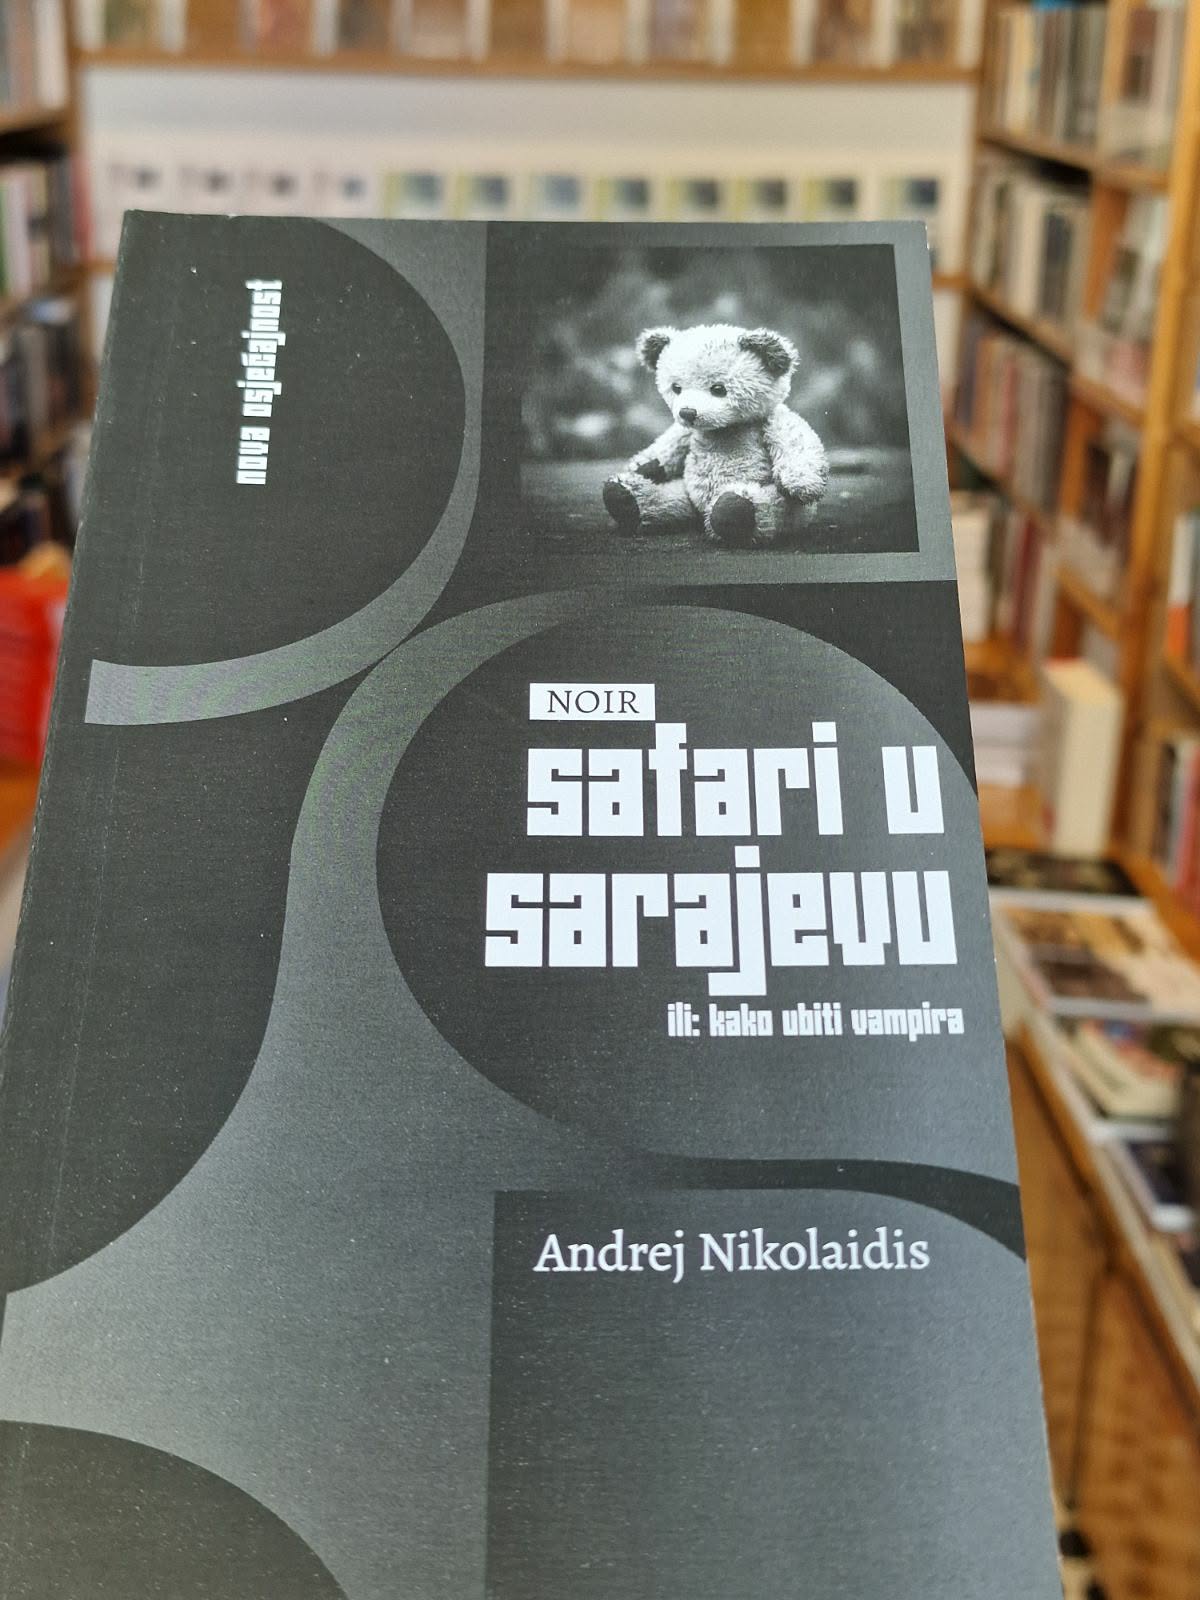 nova osjećajnost
NOIR
safari u
sarajevu
ili: kako ubiti vampira
Andrej Nikolaidis